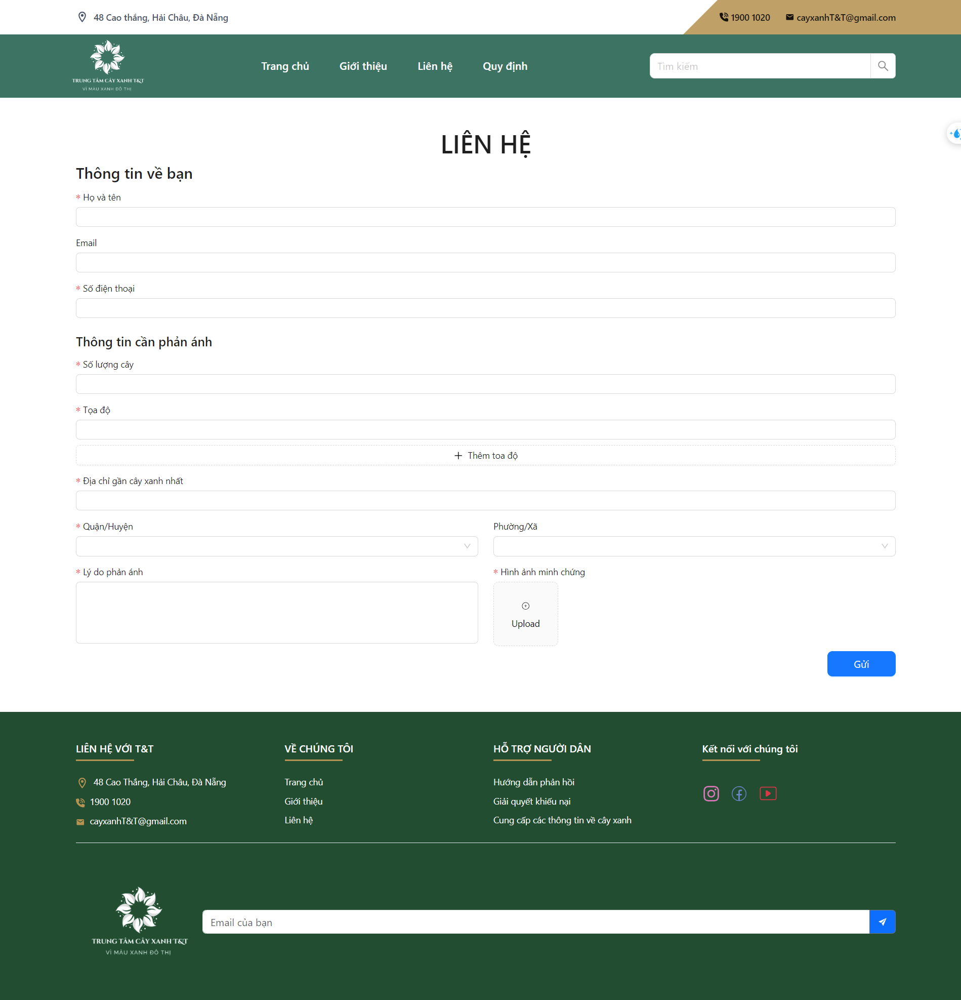 48 Cao thắng, Hải Châu, Đà Nẵng
1900 1020
cayxanhT&T@gmail.com
TRUNG TÂM CÂY XANH T&T
VÌ MÀU XANH ĐÔ THỊ
Trang chủ
Giới thiệu
Liên hệ
Quy định
Tìm kiếm
LIÊN HỆ
Thông tin về bạn
* Họ và tên
Email
* Số điện thoại
Thông tin cần phản ánh
* Số lượng cây
* Tọa độ
Thêm toa độ
* Địa chỉ gần cây xanh nhất
* Quận/Huyện
Phường/Xã
* Lý do phản ánh
* Hình ảnh minh chứng
Upload
Gửi
LIÊN HỆ VỚI T&T
48 Cao Thắng, Hải Châu, Đà Nẵng
1900 1020
cayxanhT&T@gmail.com
VỀ CHÚNG TÔI
Trang chủ
Giới thiệu
Liên hệ
HỖ TRỢ NGƯỜI DÂN
Hướng dẫn phản hồi
Giải quyết khiếu nại
Cung cấp các thông tin về cây xanh
Kết nối với chúng tôi
TRUNG TÂM CÂY XANH T&T
VÌ MÀU XANH ĐÔ THỊ
Email của bạn